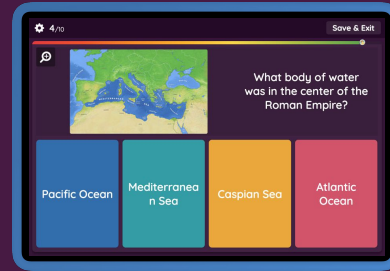 4/10
Save & Exit
What body of water
was in the center of the
Roman Empire?
Pacific Ocean
Mediterranea
n Sea
Caspian Sea
Atlantic
Ocean